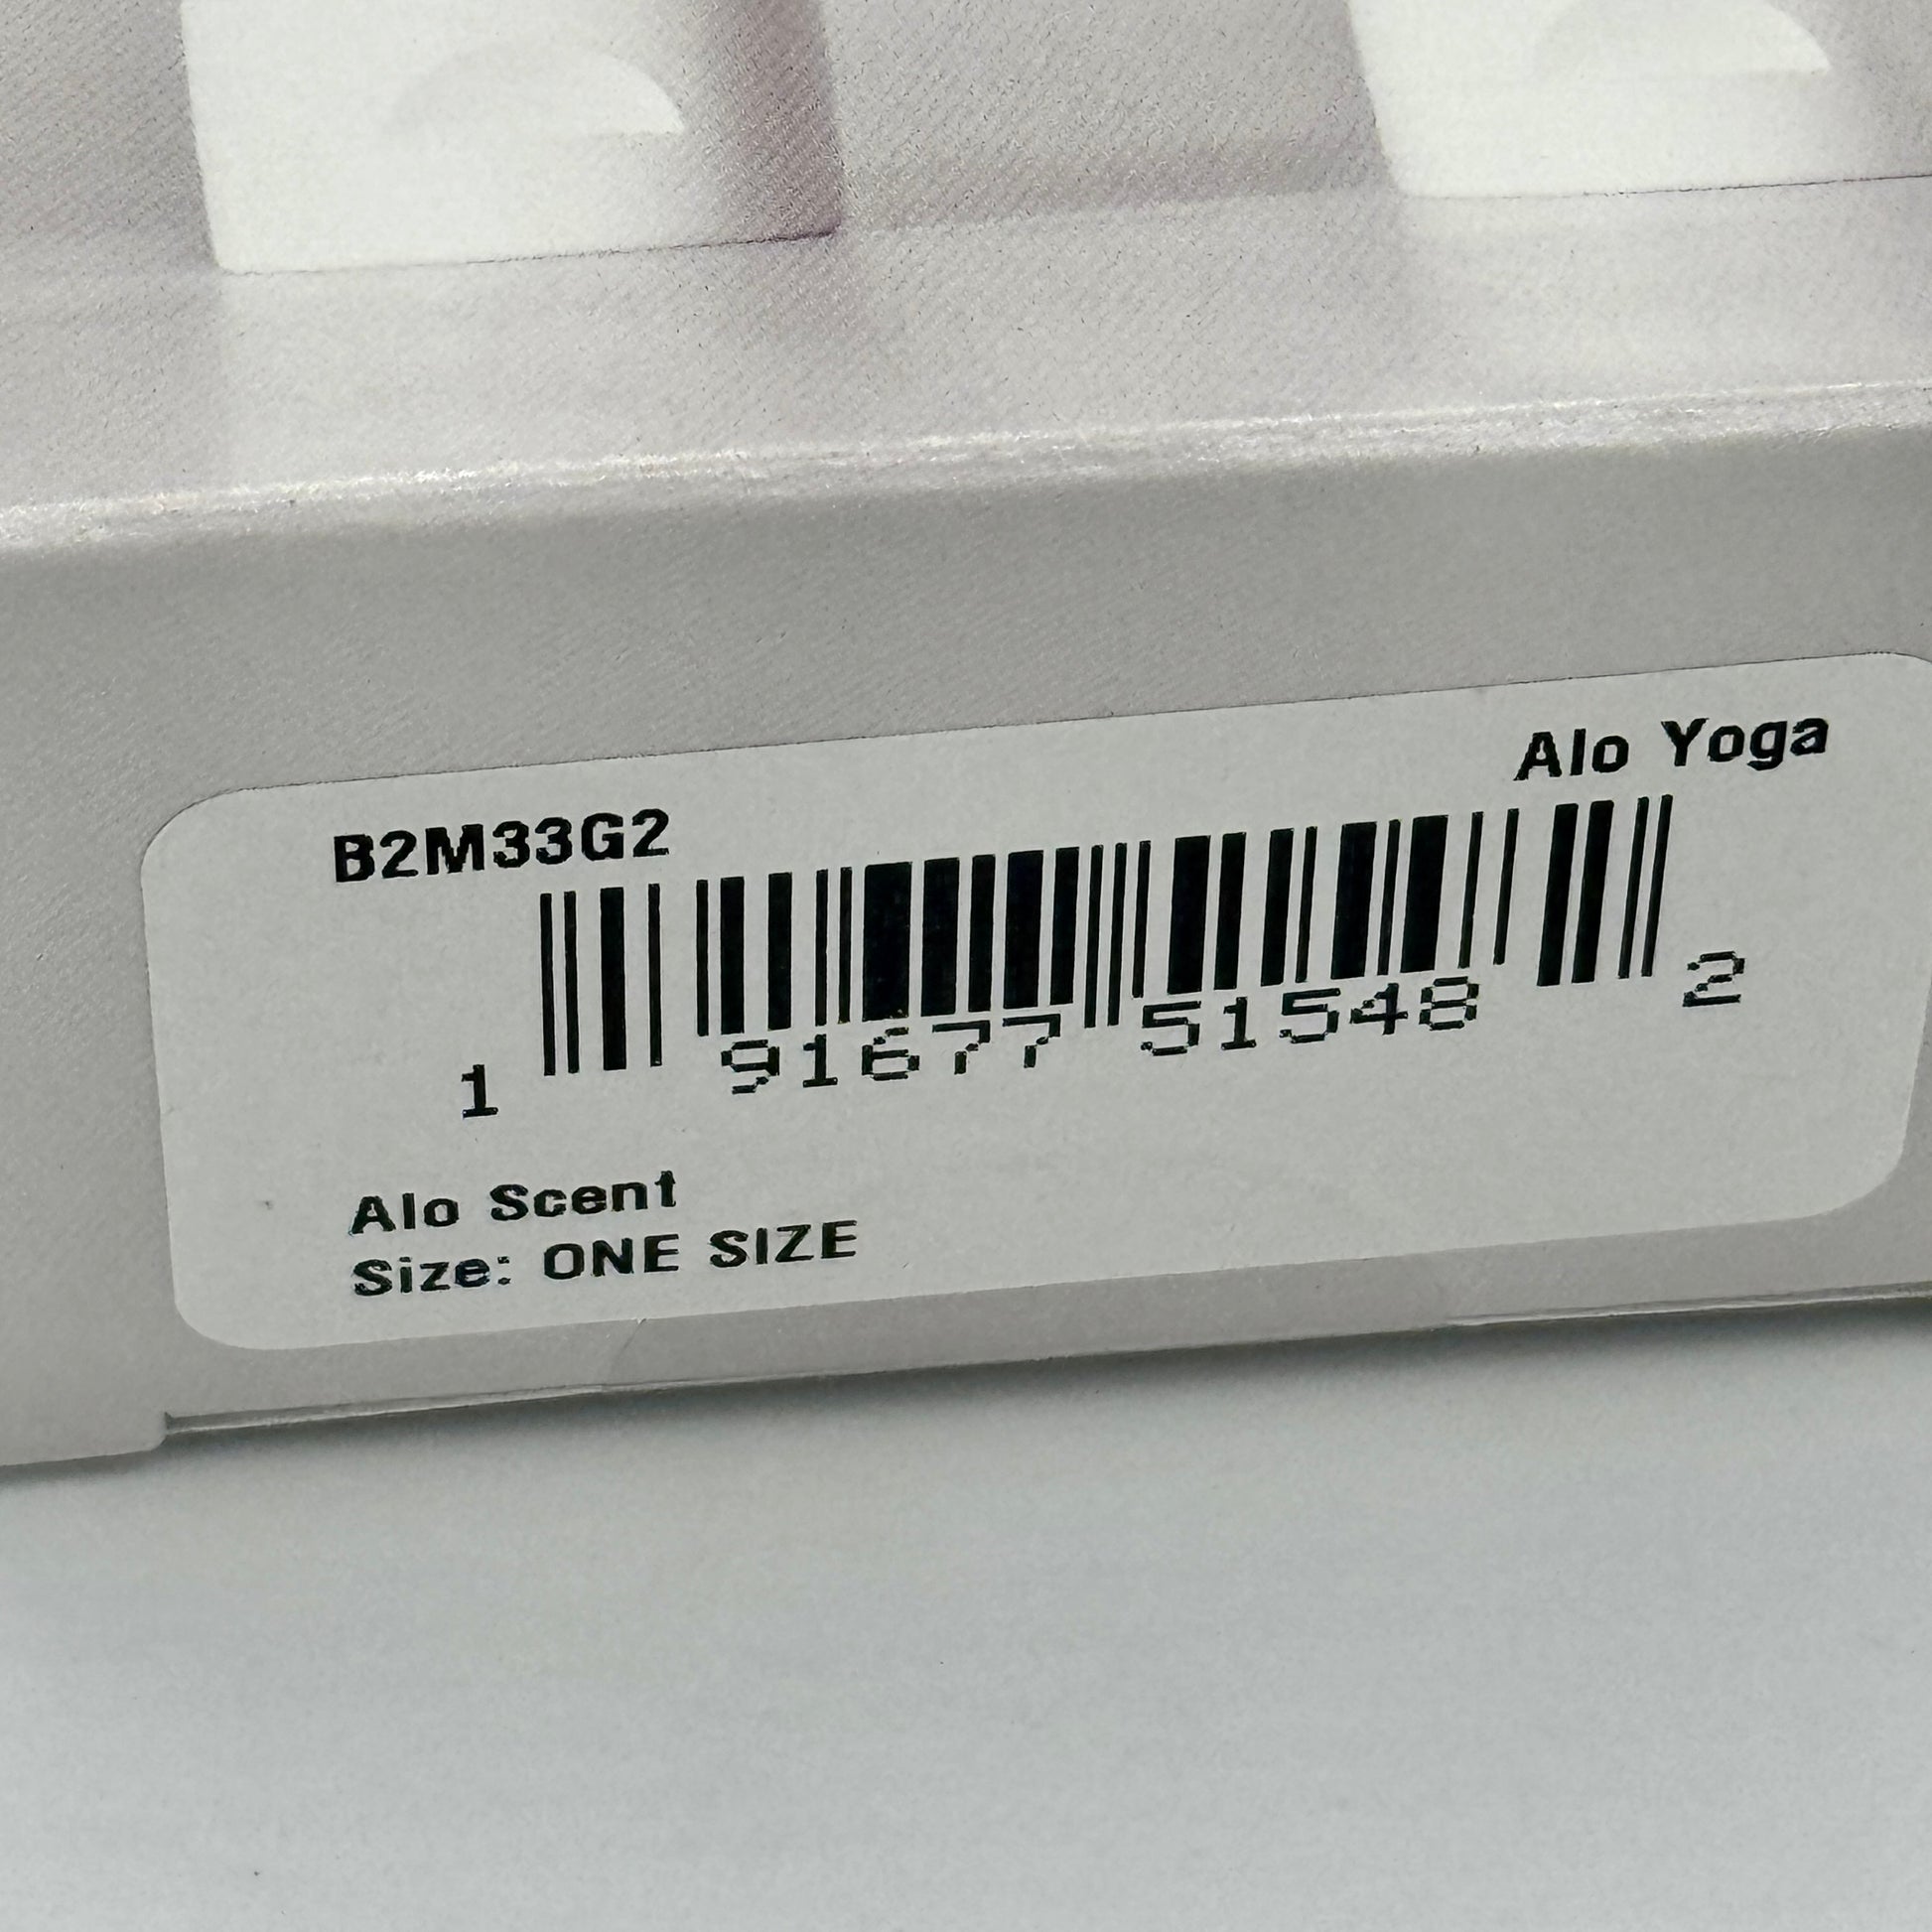 Alo Yoga
B2M33G2
1 91677 51548 2
Alo Scent
Size: ONE SIZE